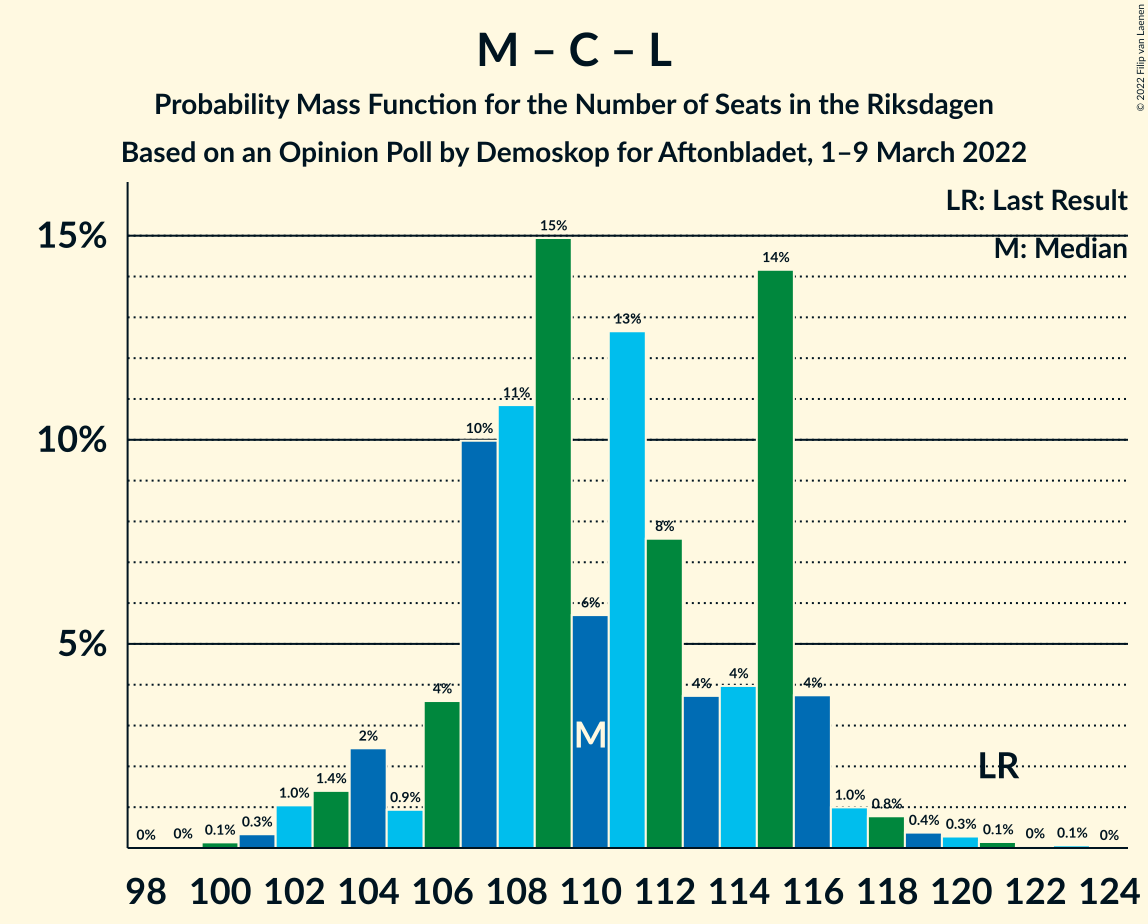 M – C – L
Probability Mass Function for the Number of Seats in the Riksdagen
Based on an Opinion Poll by Demoskop for Aftonbladet, 1–9 March 2022
© 2022 Filip van Laenen
LR: Last Result
M: Median
15%
10%
5%
0% 0% 0.1% 0.3% 1.0% 1.4% 2% 0.9% 4% 10% 11% 15% 6% 13% 8% 4% 4% 14% 4% 1.0% 0.8% 0.4% 0.3% 0.1% 0% 0.1% 0%
M
LR
98 100 102 104 106 108 110 112 114 116 118 120 122 124